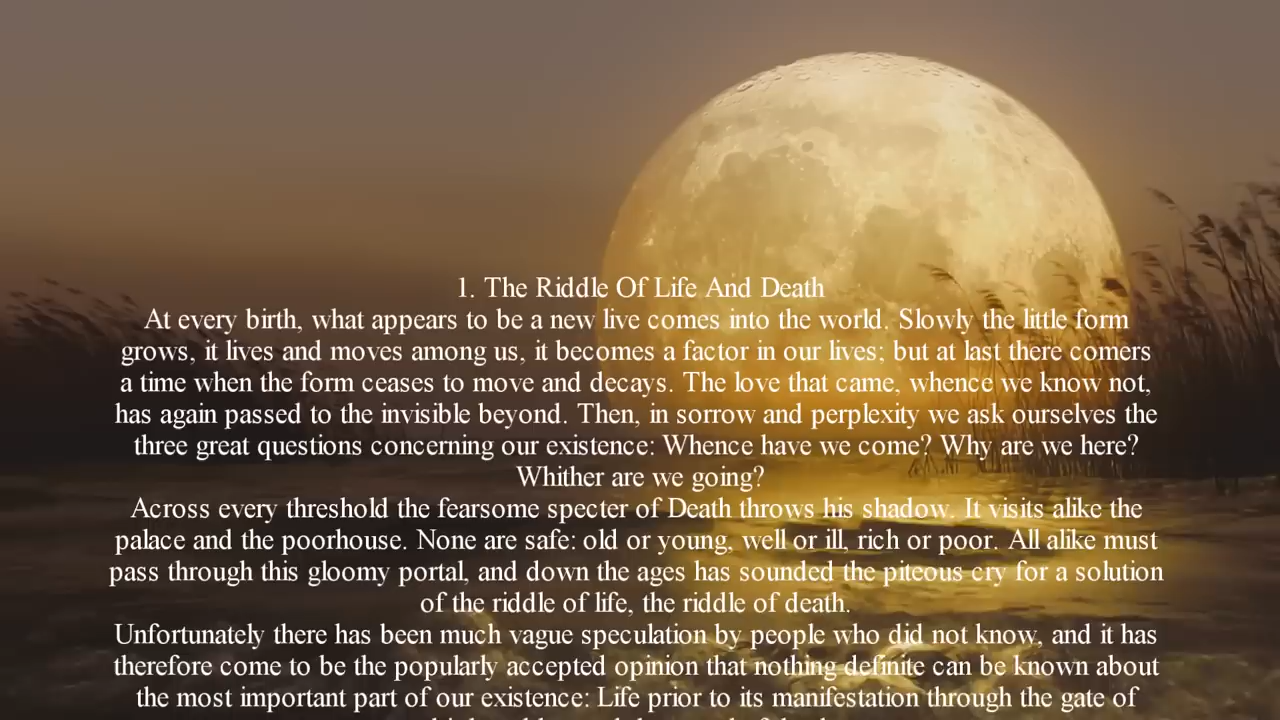 1. The Riddle Of Life And Death
At every birth, what appears to be a new live comes into the world. Slowly the little form
grows, it lives and moves among us, it becomes a factor in our lives; but at last there comers
a time when the form ceases to move and decays. The love that came, whence we know not,
has again passed to the invisible beyond. Then, in sorrow and perplexity we ask ourselves the
three great questions concerning our existence: Whence have we come? Why are we here?
Whither are we going?
Across every threshold the fearsome specter of Death throws his shadow. It visits alike the
palace and the poorhouse. None are safe: old or young, well or ill, rich or poor. All alike must
pass through this gloomy portal, and down the ages has sounded the piteous cry for a solution
of the riddle of life, the riddle of death.
Unfortunately there has been much vague speculation by people who did not know, and it has
therefore come to be the popularly accepted opinion that nothing definite can be known about
the most important part of our existence: Life prior to its manifestation through the gate of